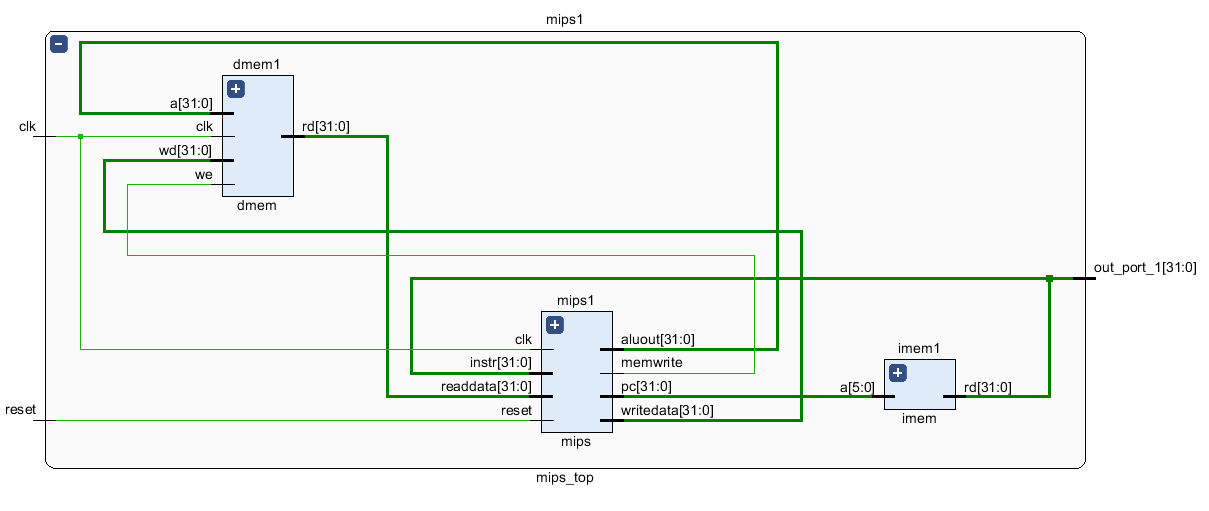 mips1
dmem1
a[31:0]
clk
clk
rd[31:0]
wd[31:0]
we
dmem
out_port_1[31:0]
mips1
clk
aluout[31:0]
instr[31:0]
memwrite
imem1
readdata[31:0]
pc[31:0]
a[5:0]
rd[31:0]
reset
reset
writedata[31:0]
imem
mips
mips_top